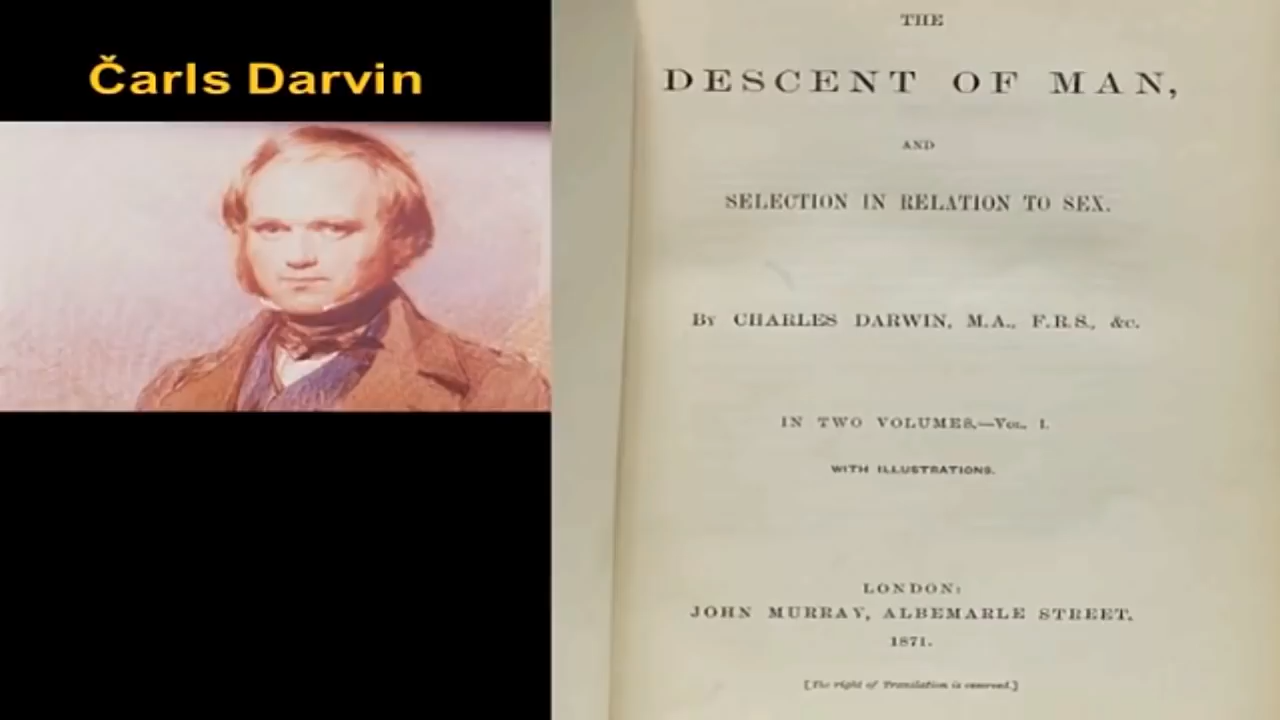 Čarls Darvin
THE
DESCENT OF MAN,
AND
SELECTION IN RELATION TO SEX.
BY CHARLES DARWIN, M.A., F.R.S., &c.
IN TWO VOLUMES.—VOL. I.
WITH ILLUSTRATIONS.
LONDON:
JOHN MURRAY, ALBEMARLE STREET.
1871.
[The right of Translation is reserved.]